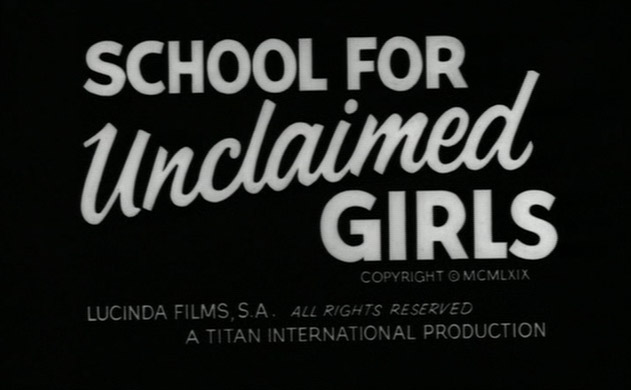 SCHOOL FOR
Unclaimed
GIRLS
COPYRIGHT © MCMLXIX
LUCINDA FILMS, S.A. ALL RIGHTS RESERVED
A TITAN INTERNATIONAL PRODUCTION